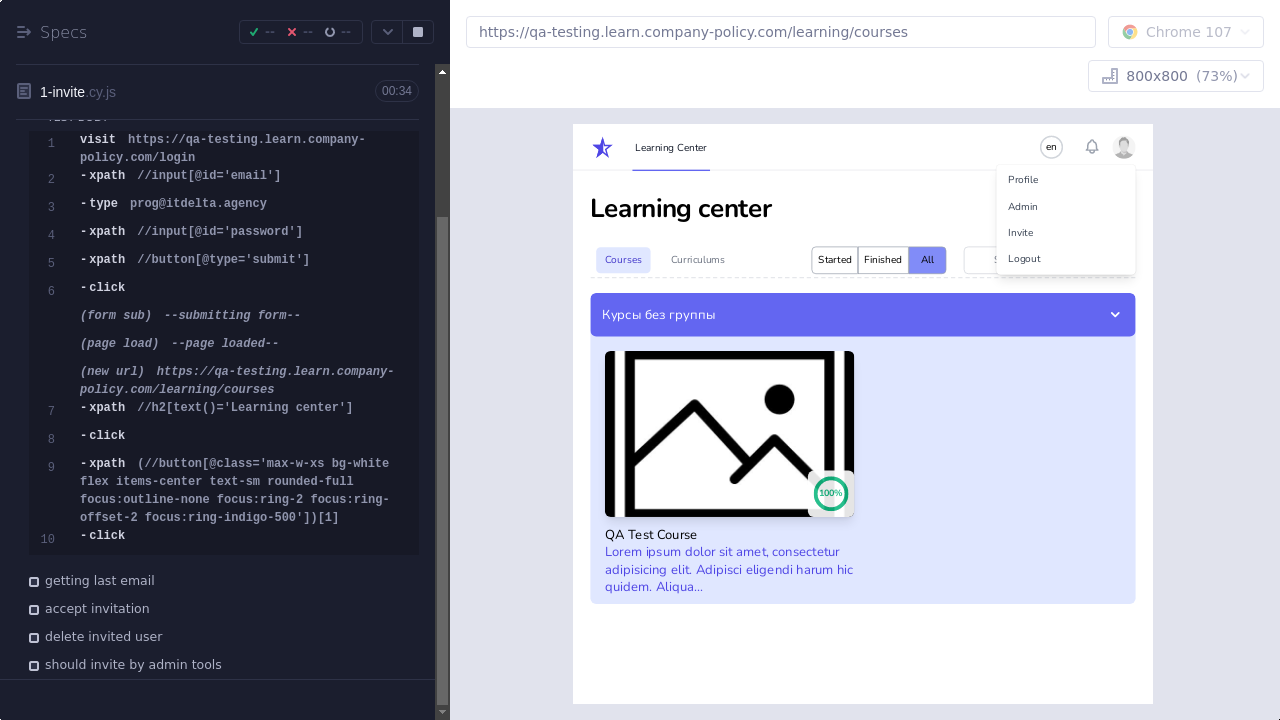 Specs
--
--
--
1-invite.cy.js
00:34
1 visit https://qa-testing.learn.company-
policy.com/login
2 -xpath //input[@id='email']
3 -type prog@itdelta.agency
4 -xpath //input[@id='password']
5 -xpath //button[@type='submit']
6 -click
(form sub) --submitting form--
(page load) --page loaded--
(new url) https://qa-testing.learn.company-
policy.com/learning/courses
7 -xpath //h2[text()='Learning center']
8 -click
9 -xpath (//button[@class='max-w-xs bg-white
flex items-center text-sm rounded-full
focus:outline-none focus:ring-2 focus:ring-
offset-2 focus:ring-indigo-500'])[1]
10 -click
getting last email
accept invitation
delete invited user
should invite by admin tools
https://qa-testing.learn.company-policy.com/learning/courses
Chrome 107
800x800 (73%)
Learning Center
en
Profile
Admin
Invite
Logout
Learning center
Courses
Curriculums
Started
Finished
All
Курсы без группы
100%
QA Test Course
Lorem ipsum dolor sit amet, consectetur
adipisicing elit. Adipisci eligendi harum hic
quidem. Aliqua...